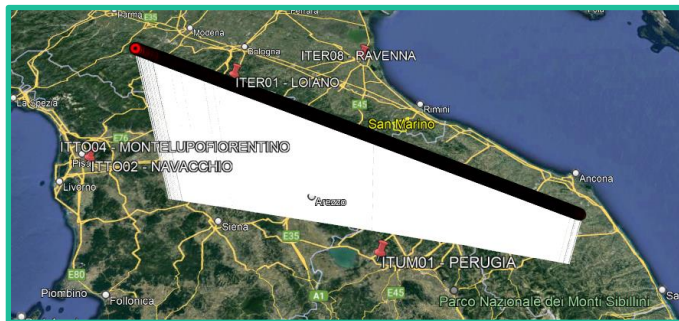 Parma
E35
Ferrara
Modena
Bologna
ITER08 - RAVENNA
ITER01 - LOIANO
La Spezia
E45
Rimini
San Marino
E76
ITTO04 - MONTELUPOFIORENTINO
Pisa
ITTO02 - NAVACCHIO
Livorno
Ancona
Arezzo
Siena
E35
ITUM01 - PERUGIA
E80
Piombino
Follonica
A1
E45
Parco Nazionale dei Monti Sibillini